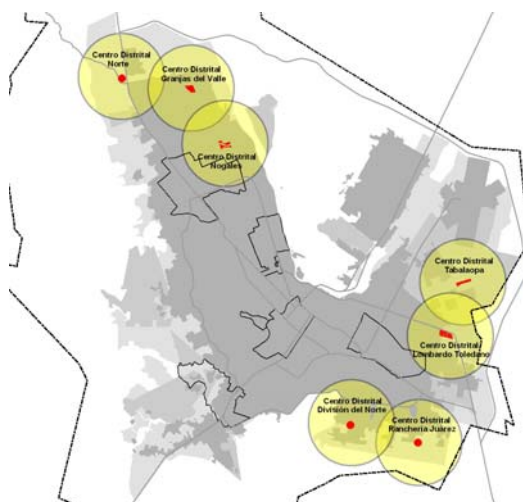 Centro Distrital
Norte
Centro Distrital
Granjas del Valle
Centro Distrital
Nogales
Centro Distrital
Tabalaopa
Centro Distrital
Lombardo Toledano
Centro Distrital
División del Norte
Centro Distrital
Ranchería Juárez